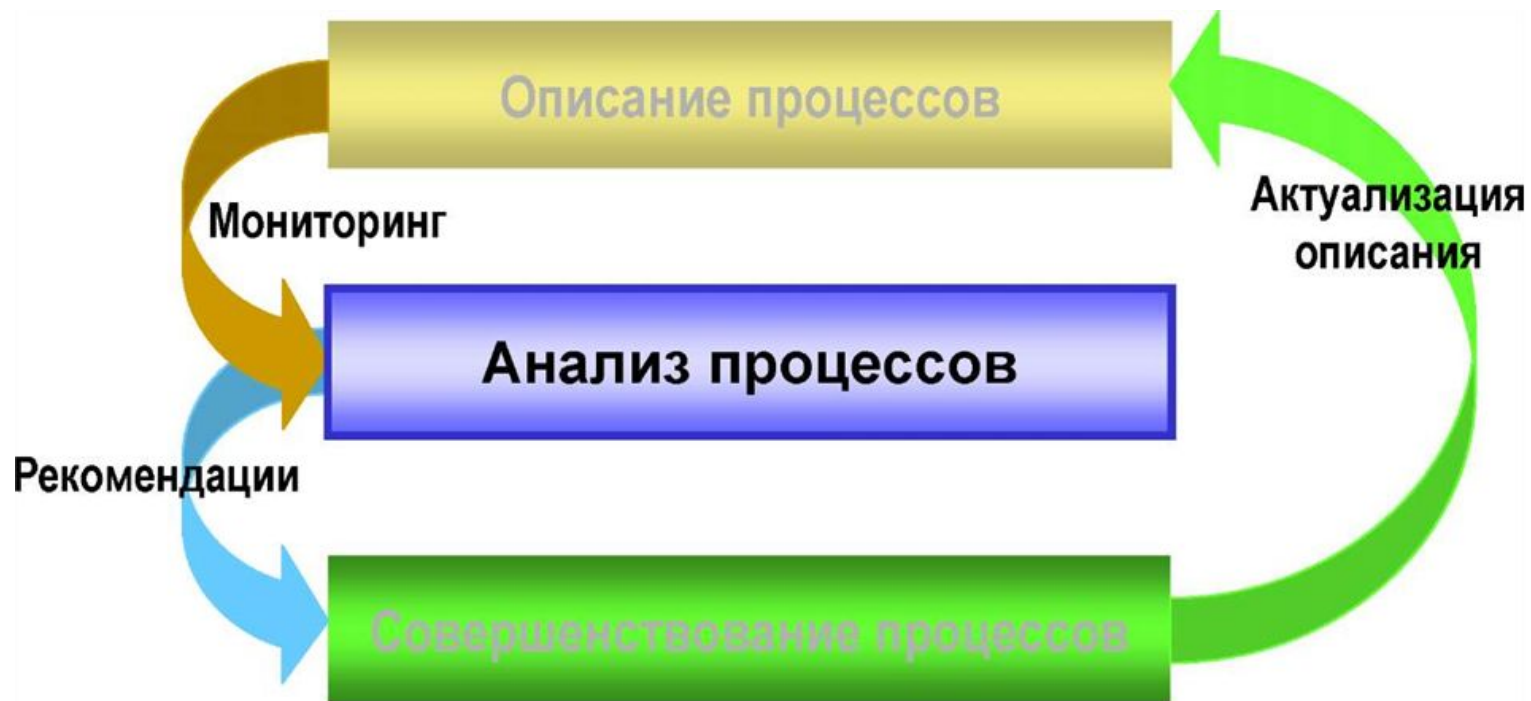 Описание процессов
Мониторинг
Актуализация
описания
Анализ процессов
Рекомендации
Совершенствование процессов